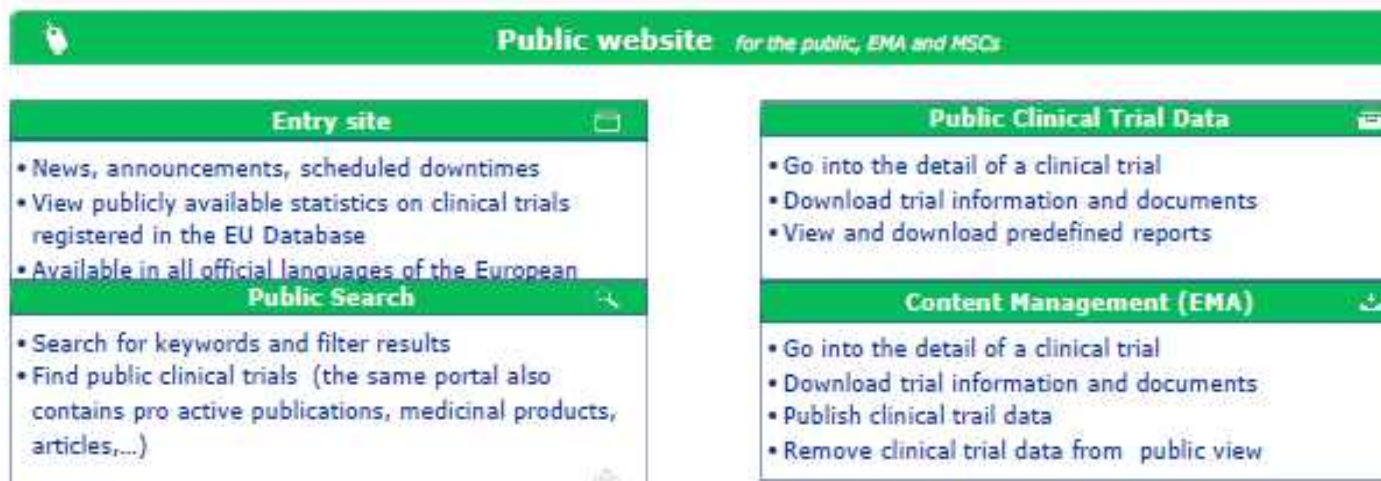 Public website for the public, EMA and MSCs
Entry site
• News, announcements, scheduled downtimes
• View publicly available statistics on clinical trials
registered in the EU Database
• Available in all official languages of the European
Public Search
• Search for keywords and filter results
• Find public clinical trials (the same portal also
contains pro active publications, medicinal products,
articles,...)
Public Clinical Trial Data
• Go into the detail of a clinical trial
• Download trial information and documents
• View and download predefined reports
Content Management (EMA)
• Go into the detail of a clinical trial
• Download trial information and documents
• Publish clinical trail data
• Remove clinical trial data from public view